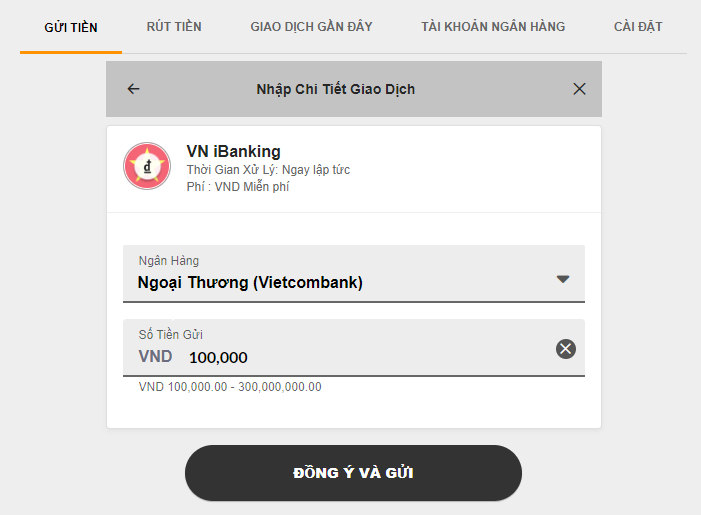 GỬI TIỀN
RÚT TIỀN
GIAO DỊCH GẦN ĐÂY
TÀI KHOẢN NGÂN HÀNG
CÀI ĐẶT
Nhập Chi Tiết Giao Dịch
VN iBanking
Thời Gian Xử Lý: Ngay lập tức
Phí : VND Miễn phí
Ngân Hàng
Ngoại Thương (Vietcombank)
Số Tiền Gửi
VND 100,000
VND 100,000.00 - 300,000,000.00
ĐỒNG Ý VÀ GỬI